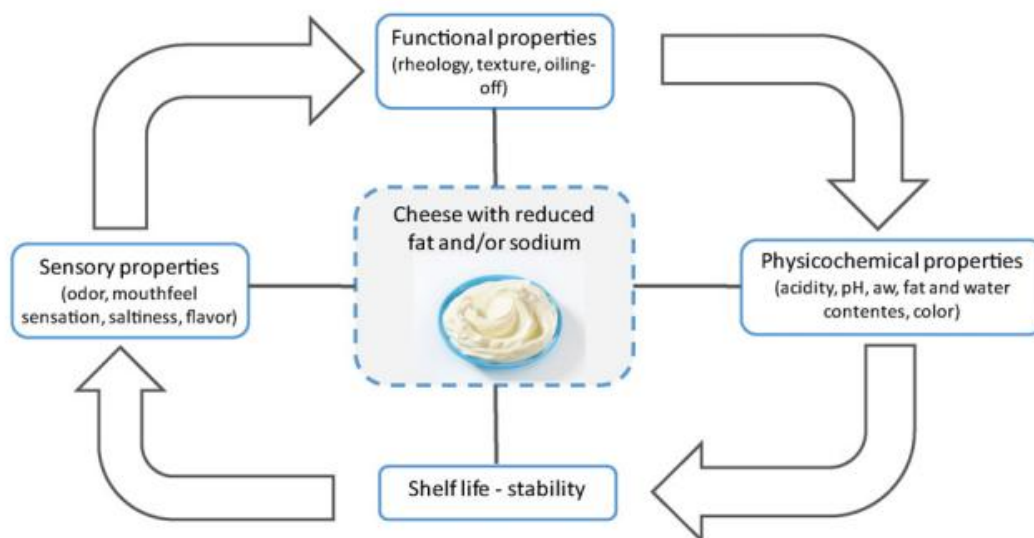 Functional properties
(rheology, texture, oiling-
off)
Cheese with reduced
fat and/or sodium
Sensory properties
(odor, mouthfeel
sensation, saltiness, flavor)
Physicochemical properties
(acidity, pH, aw, fat and water
contentes, color)
Shelf life - stability